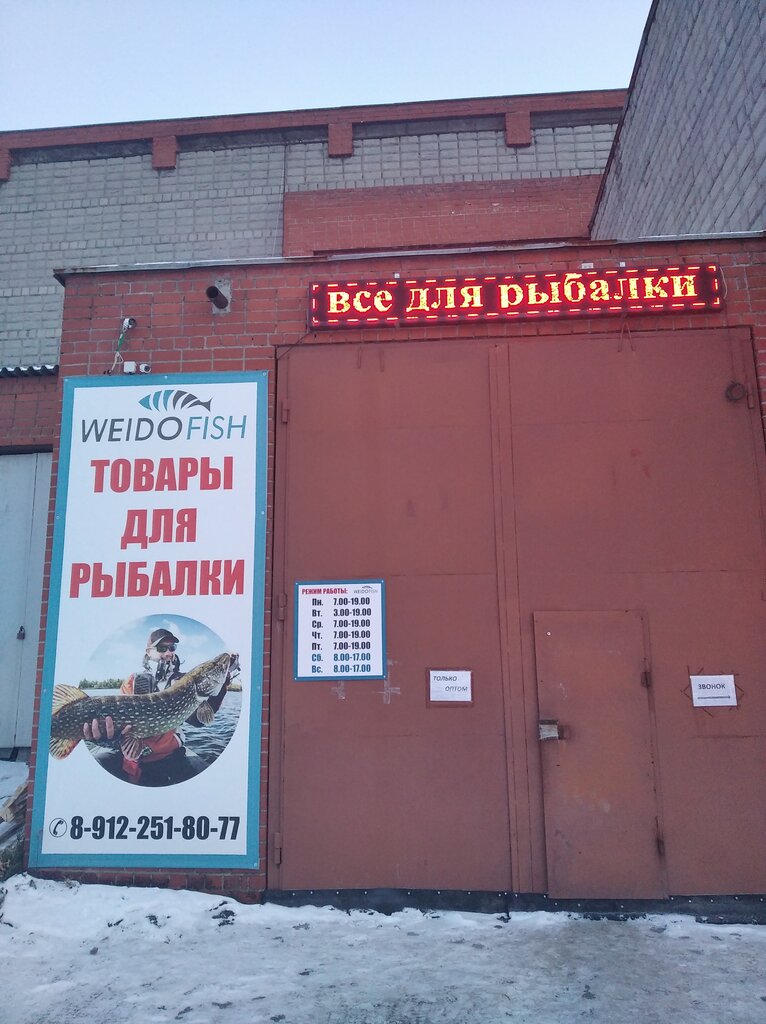 все для рыбалки
WEIDOFISH
ТОВАРЫ
ДЛЯ
РЫБАЛКИ
8-912-251-80-77
РЕЖИМ РАБОТЫ: WEIDOFISH
Пн. 7.00-19.00
Вт. 3.00-19.00
Ср. 7.00-19.00
Чт. 7.00-19.00
Пт. 7.00-19.00
Сб. 8.00-17.00
Вс. 8.00-17.00
ТОЛЬКО
ОПТОМ
ЗВОНОК